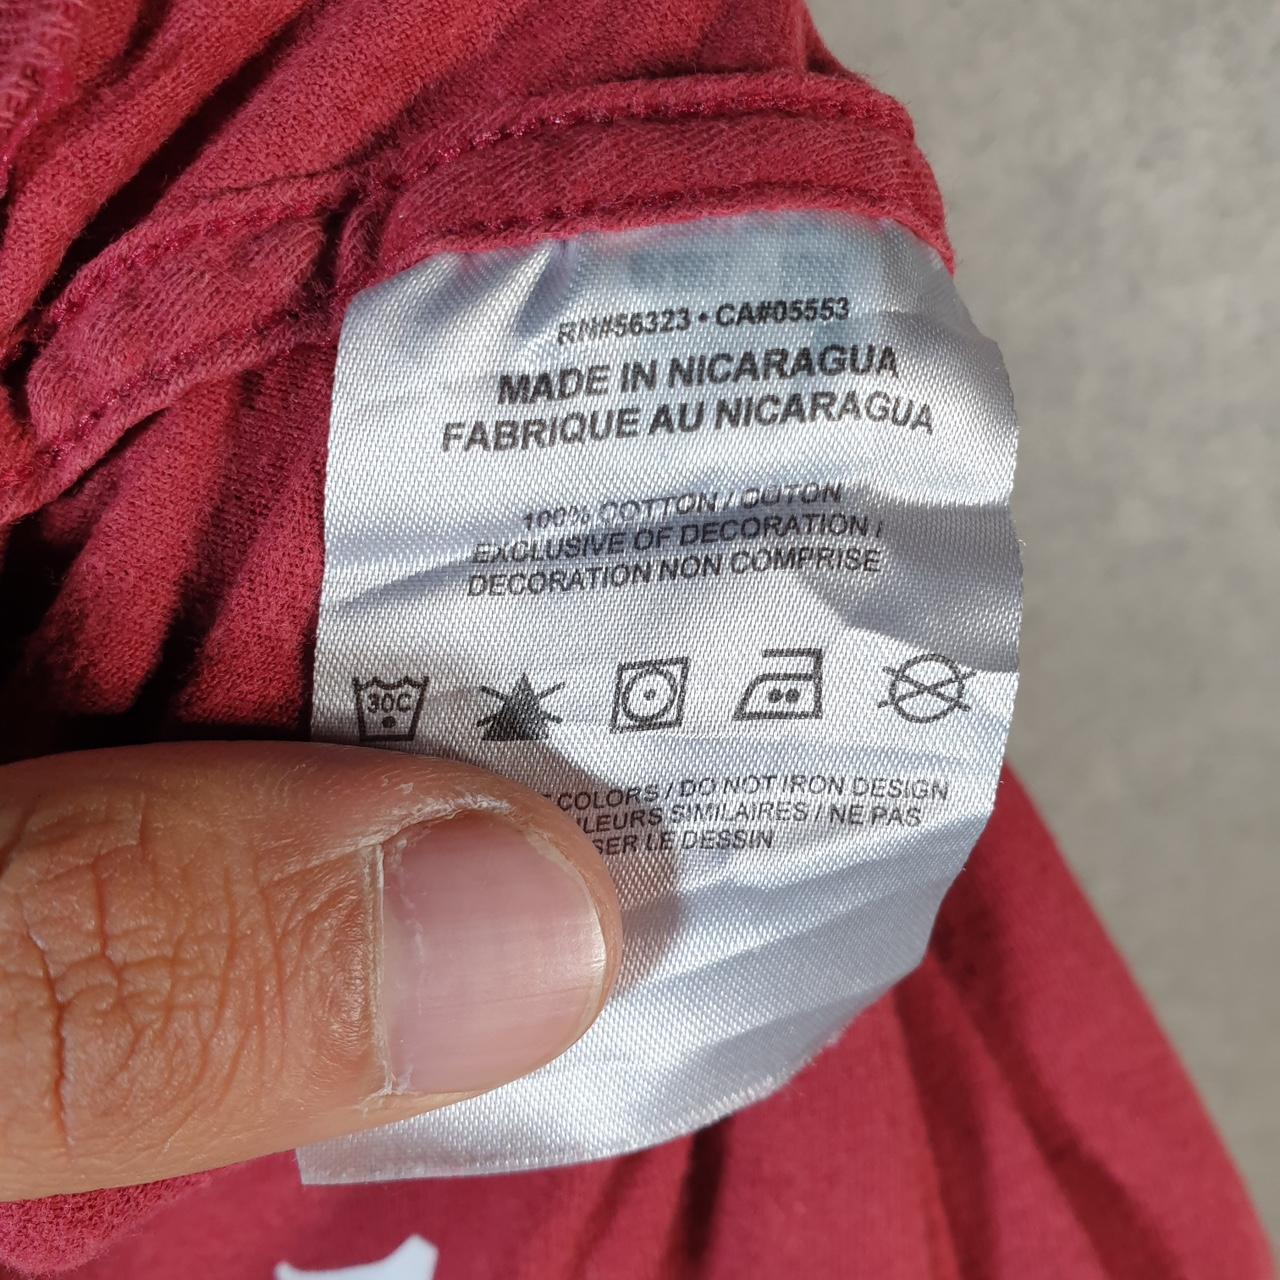 RN#56323 • CA#05553
MADE IN NICARAGUA
FABRIQUE AU NICARAGUA
100% COTTON / COTON
EXCLUSIVE OF DECORATION /
DECORATION NON COMPRISE
30C
COLORS / DO NOT IRON DESIGN
SIMILAIRES / NE PAS
LE DESSIN